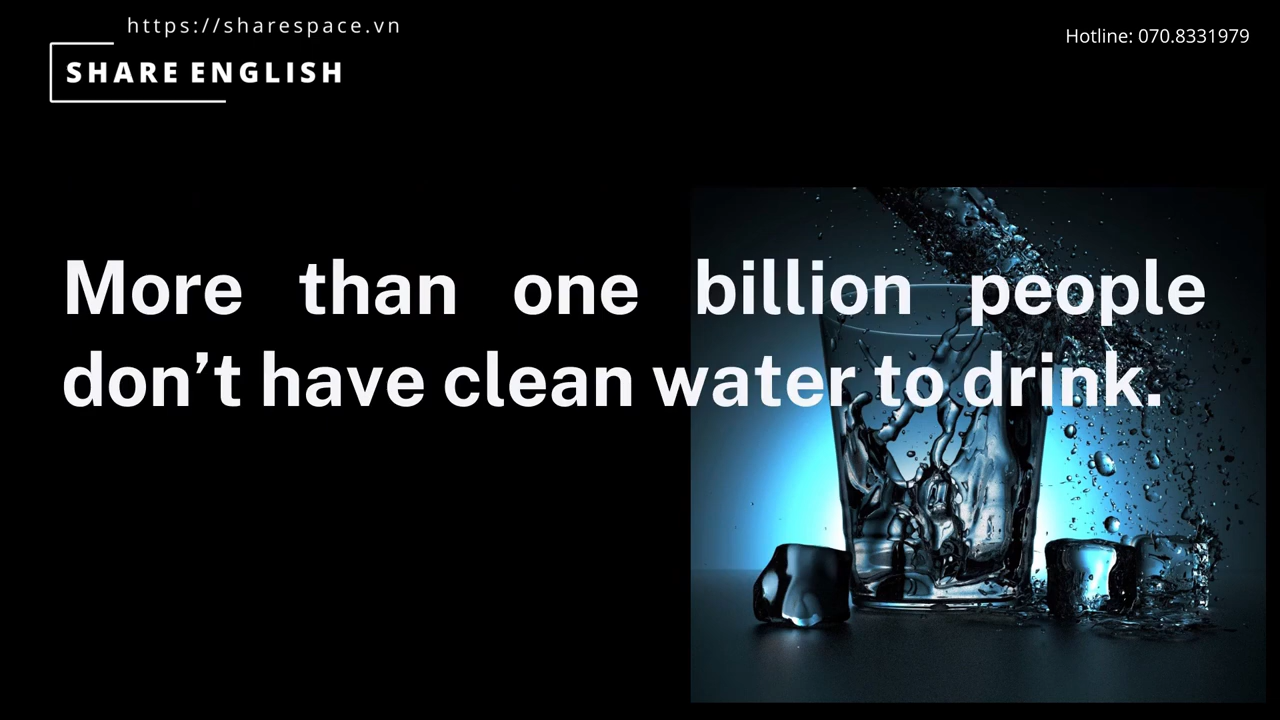 https://sharespace.vn
Hotline: 070.8331979
SHARE ENGLISH
More than one billion people
don’t have clean water to drink.